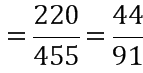 = 220/455 = 44/91